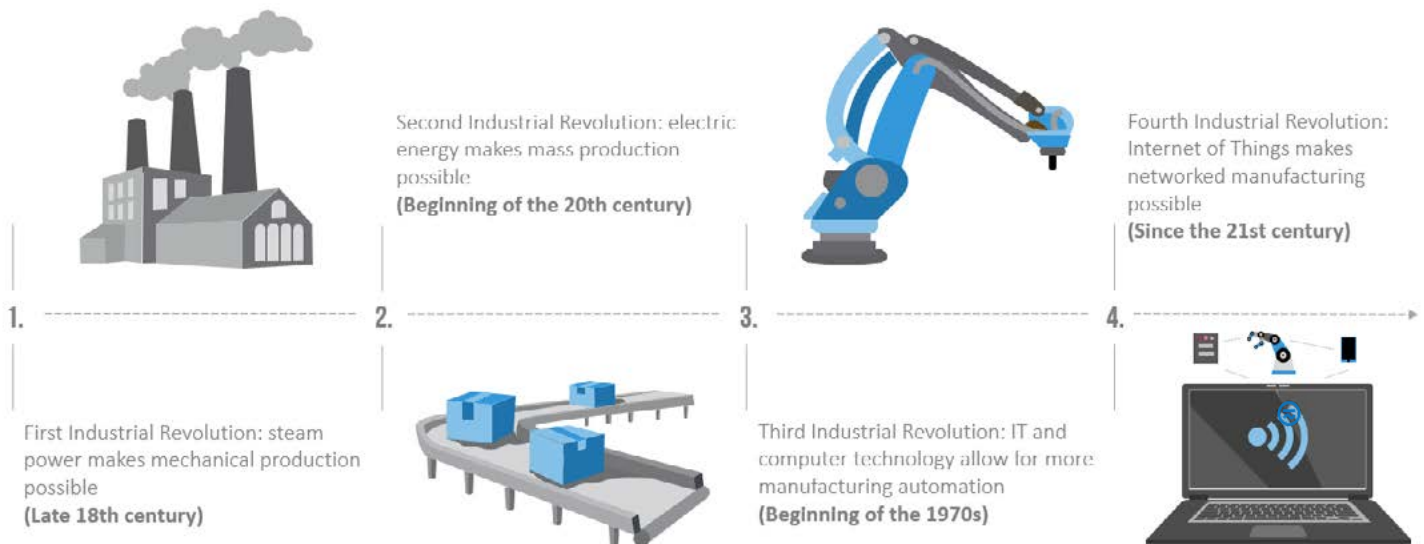 Second Industrial Revolution: electric
energy makes mass production
possible
(Beginning of the 20th century)
Fourth Industrial Revolution:
Internet of Things makes
networked manufacturing
possible
(Since the 21st century)
1.
2.
3.
4.
First Industrial Revolution: steam
power makes mechanical production
possible
(Late 18th century)
Third Industrial Revolution: IT and
computer technology allow for more
manufacturing automation
(Beginning of the 1970s)